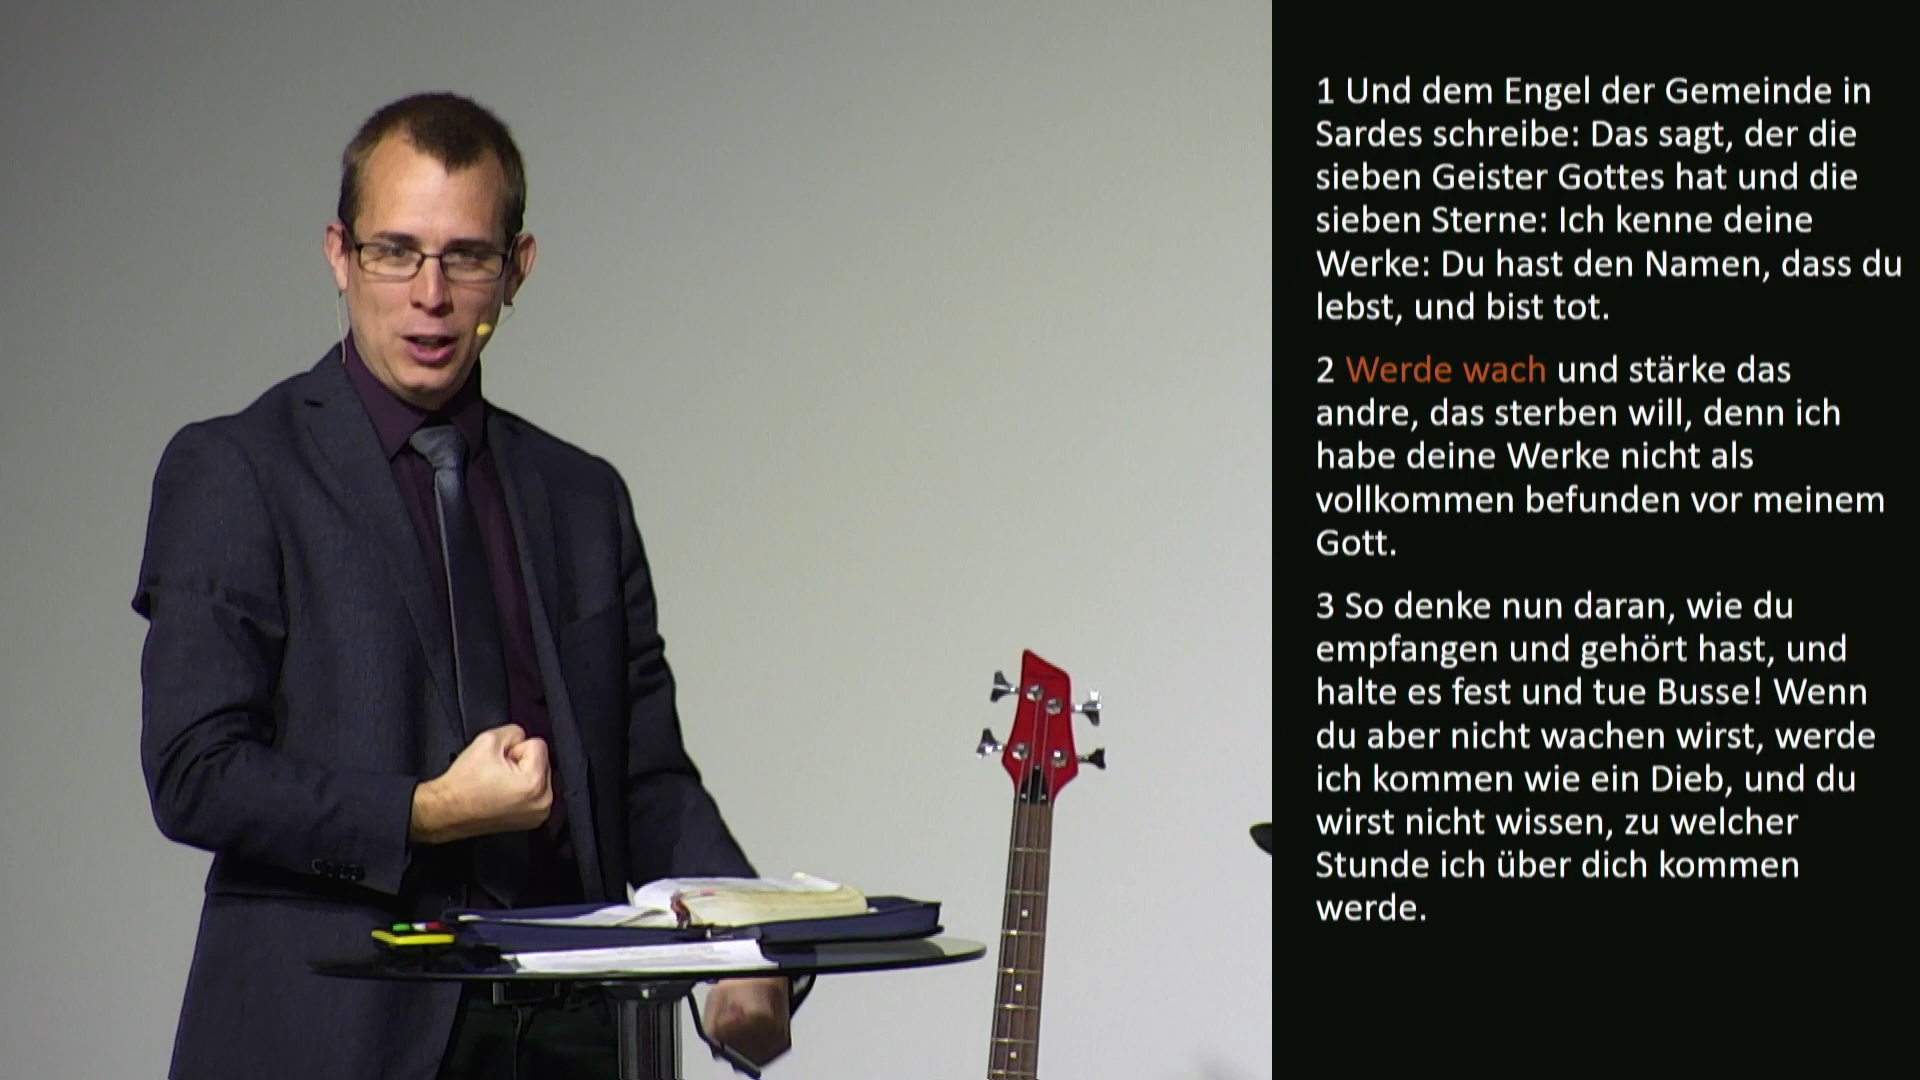 1 Und dem Engel der Gemeinde in
Sardes schreibe: Das sagt, der die
sieben Geister Gottes hat und die
sieben Sterne: Ich kenne deine
Werke: Du hast den Namen, dass du
lebst, und bist tot.
2 Werde wach und stärke das
andre, das sterben will, denn ich
habe deine Werke nicht als
vollkommen befunden vor meinem
Gott.
3 So denke nun daran, wie du
empfangen und gehört hast, und
halte es fest und tue Busse! Wenn
du aber nicht wachen wirst, werde
ich kommen wie ein Dieb, und du
wirst nicht wissen, zu welcher
Stunde ich über dich kommen
werde.